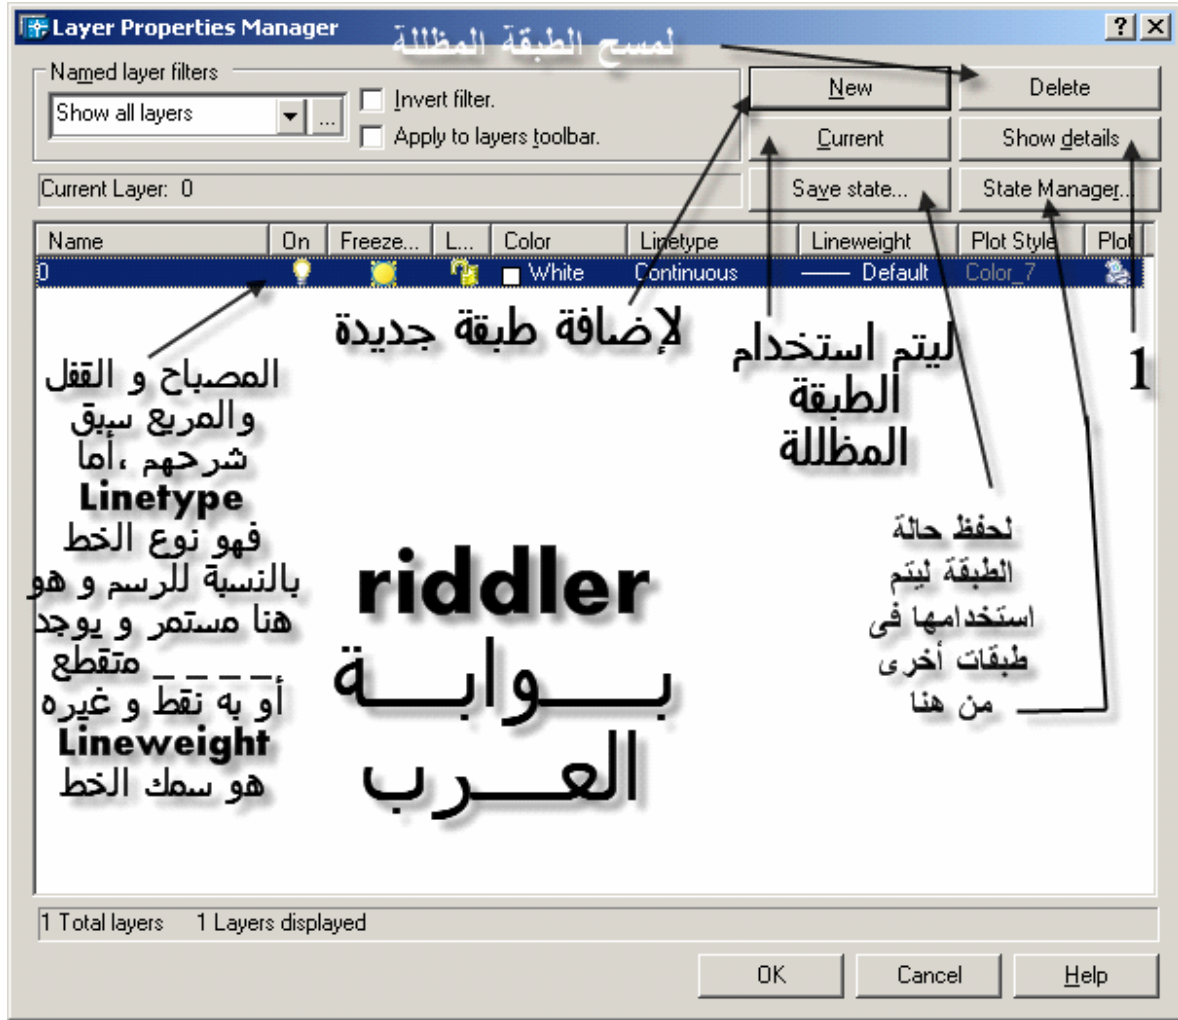 Layer Properties Manager
لمسح الطبقة المظللة
Named layer filters
Show all layers
...
Invert filter.
Apply to layers toolbar.
New
Delete
Current
Show details
Save state...
State Manager...
Current Layer: 0
Name On Freeze... L... Color Linetype Lineweight Plot Style Plot
0 White Continuous Default Color_7
لإضافة طبقة جديدة
ليتم استخدام
الطبقة
المظللة
1
المصباح و القفل
والمربع سبق
شرحهم ،أما
Linetype
فهو نوع الخط
بالنسبة للرسم و هو
هنا مستمر و يوجد
متقطع _ _ _ _ _
أو به نقط و غيره
Lineweight
هو سمك الخط
riddler
بـــوابـــة
العـــرب
لحفظ حالة
الطبقة ليتم
استخدامها فى
طبقات أخرى
من هنا
1 Total layers 1 Layers displayed
OK
Cancel
Help